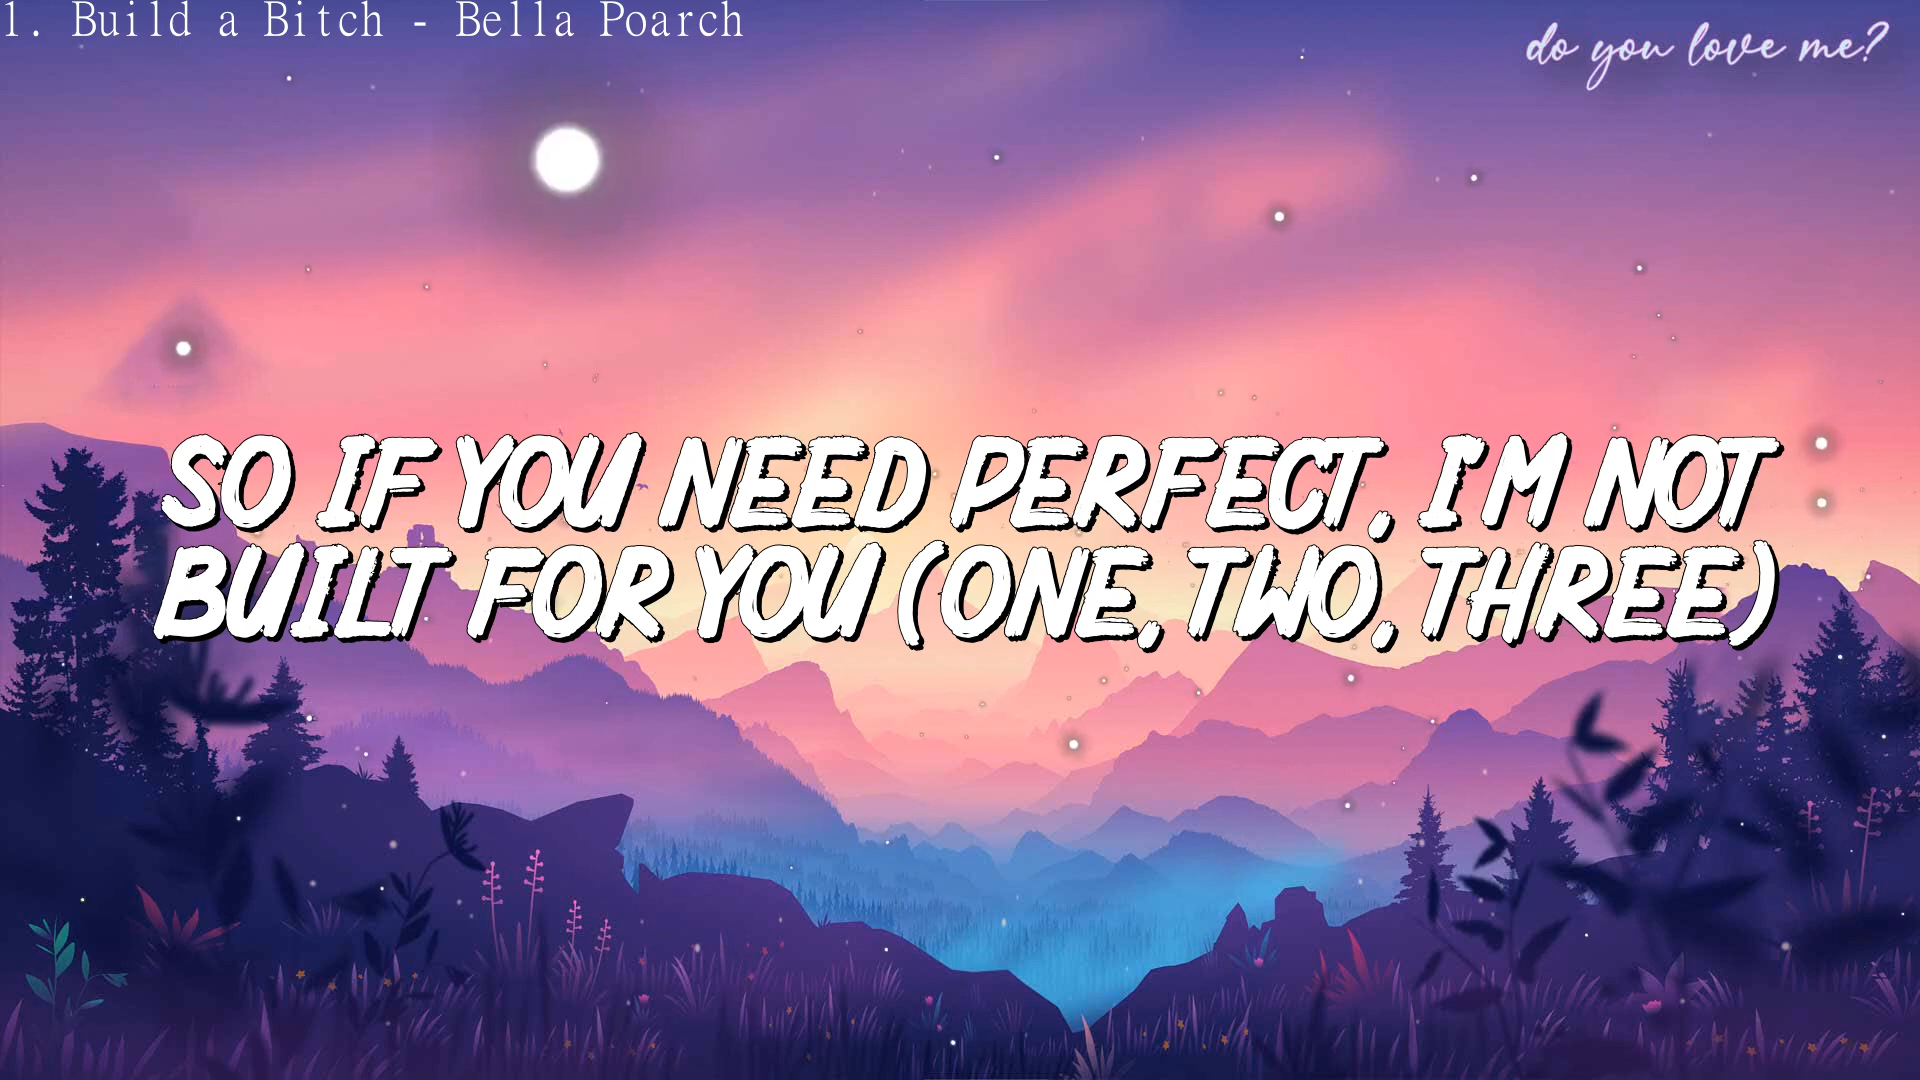 1. Build a Bitch - Bella Poarch
do you love me?
SO IF YOU NEED PERFECT, I'M NOT
BUILT FOR YOU (ONE, TWO, THREE)